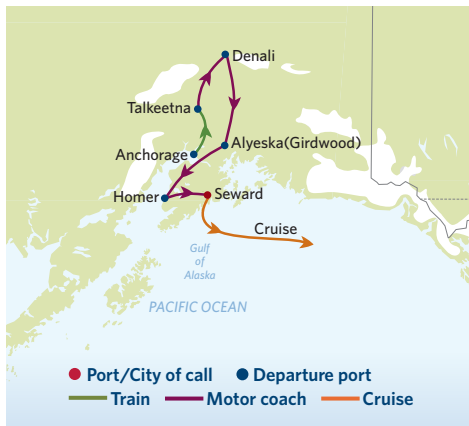 Denali
Talkeetna
Alyeska(Girdwood)
Anchorage
Homer
Seward
Cruise
Gulf
of
Alaska
PACIFIC OCEAN
Port/City of call
Departure port
Train
Motor coach
Cruise